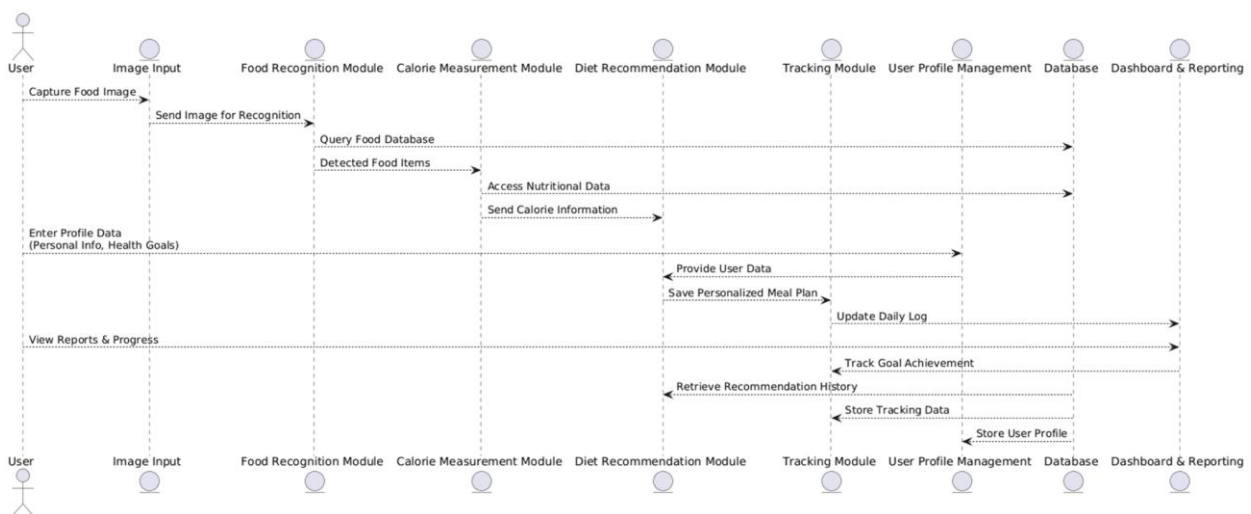 User
Image Input
Food Recognition Module
Calorie Measurement Module
Diet Recommendation Module
Tracking Module
User Profile Management
Database
Dashboard & Reporting
Capture Food Image
Send Image for Recognition
Query Food Database
Detected Food Items
Access Nutritional Data
Send Calorie Information
Enter Profile Data
(Personal Info, Health Goals)
Provide User Data
Save Personalized Meal Plan
Update Daily Log
View Reports & Progress
Track Goal Achievement
Retrieve Recommendation History
Store Tracking Data
Store User Profile
User
Image Input
Food Recognition Module
Calorie Measurement Module
Diet Recommendation Module
Tracking Module
User Profile Management
Database
Dashboard & Reporting